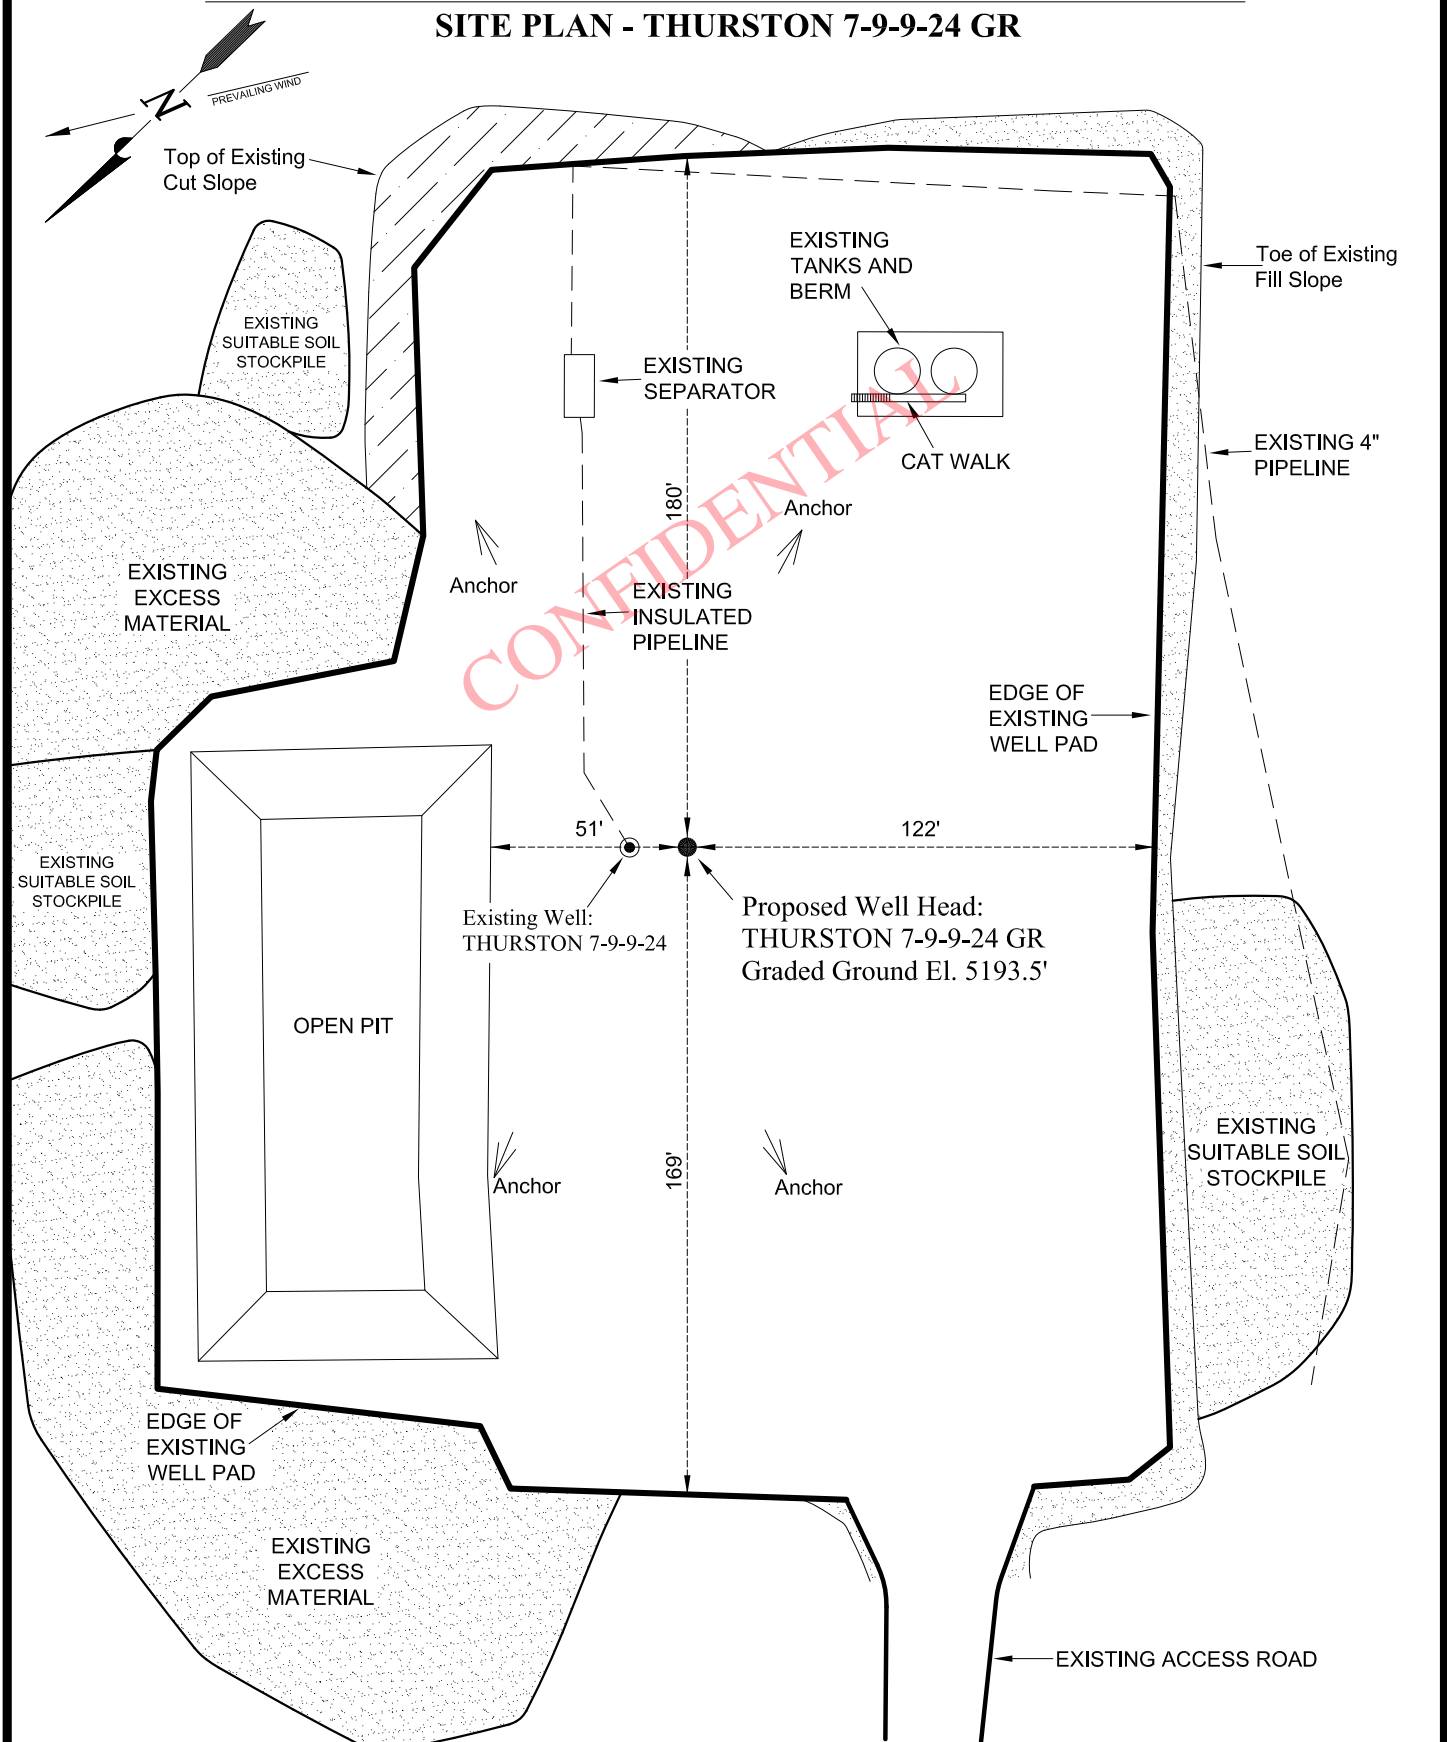 SITE PLAN - THURSTON 7-9-9-24 GR
N
PREVAILING WIND
Top of Existing
Cut Slope
EXISTING
TANKS AND
BERM
Toe of Existing
Fill Slope
EXISTING
SUITABLE SOIL
STOCKPILE
EXISTING
SEPARATOR
CAT WALK
EXISTING 4"
PIPELINE
180'
Anchor
CONFIDENTIAL
EXISTING
EXCESS
MATERIAL
Anchor
EXISTING
INSULATED
PIPELINE
EDGE OF
EXISTING
WELL PAD
51'
122'
EXISTING
SUITABLE SOIL
STOCKPILE
Existing Well:
THURSTON 7-9-9-24
Proposed Well Head:
THURSTON 7-9-9-24 GR
Graded Ground El. 5193.5'
OPEN PIT
169'
Anchor
Anchor
EXISTING
SUITABLE SOIL
STOCKPILE
EDGE OF
EXISTING
WELL PAD
EXISTING
EXCESS
MATERIAL
EXISTING ACCESS ROAD